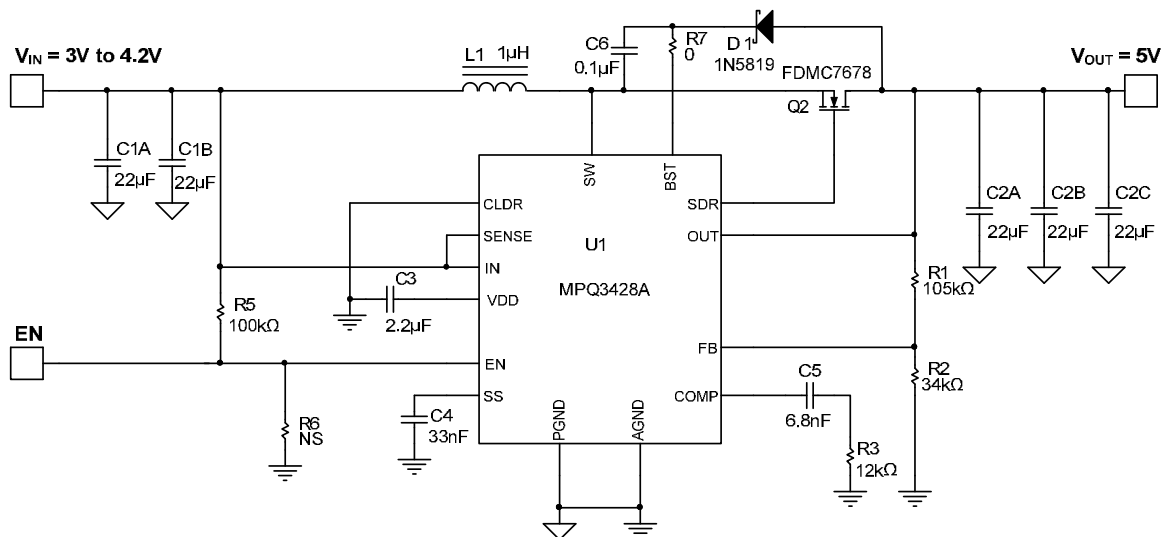 V_IN = 3V to 4.2V
L1 1µH
C6
0.1µF
R7
0
D1
1N5819
FDMC7678
Q2
V_OUT = 5V
C1A
22µF
C1B
22µF
SW
BST
CLDR
SENSE
IN
VDD
EN
SS
SDR
OUT
FB
COMP
PGND
AGND
U1
MPQ3428A
C3
2.2µF
R5
100kΩ
EN
R6
NS
C4
33nF
C5
6.8nF
R3
12kΩ
R1
105kΩ
R2
34kΩ
C2A
22µF
C2B
22µF
C2C
22µF